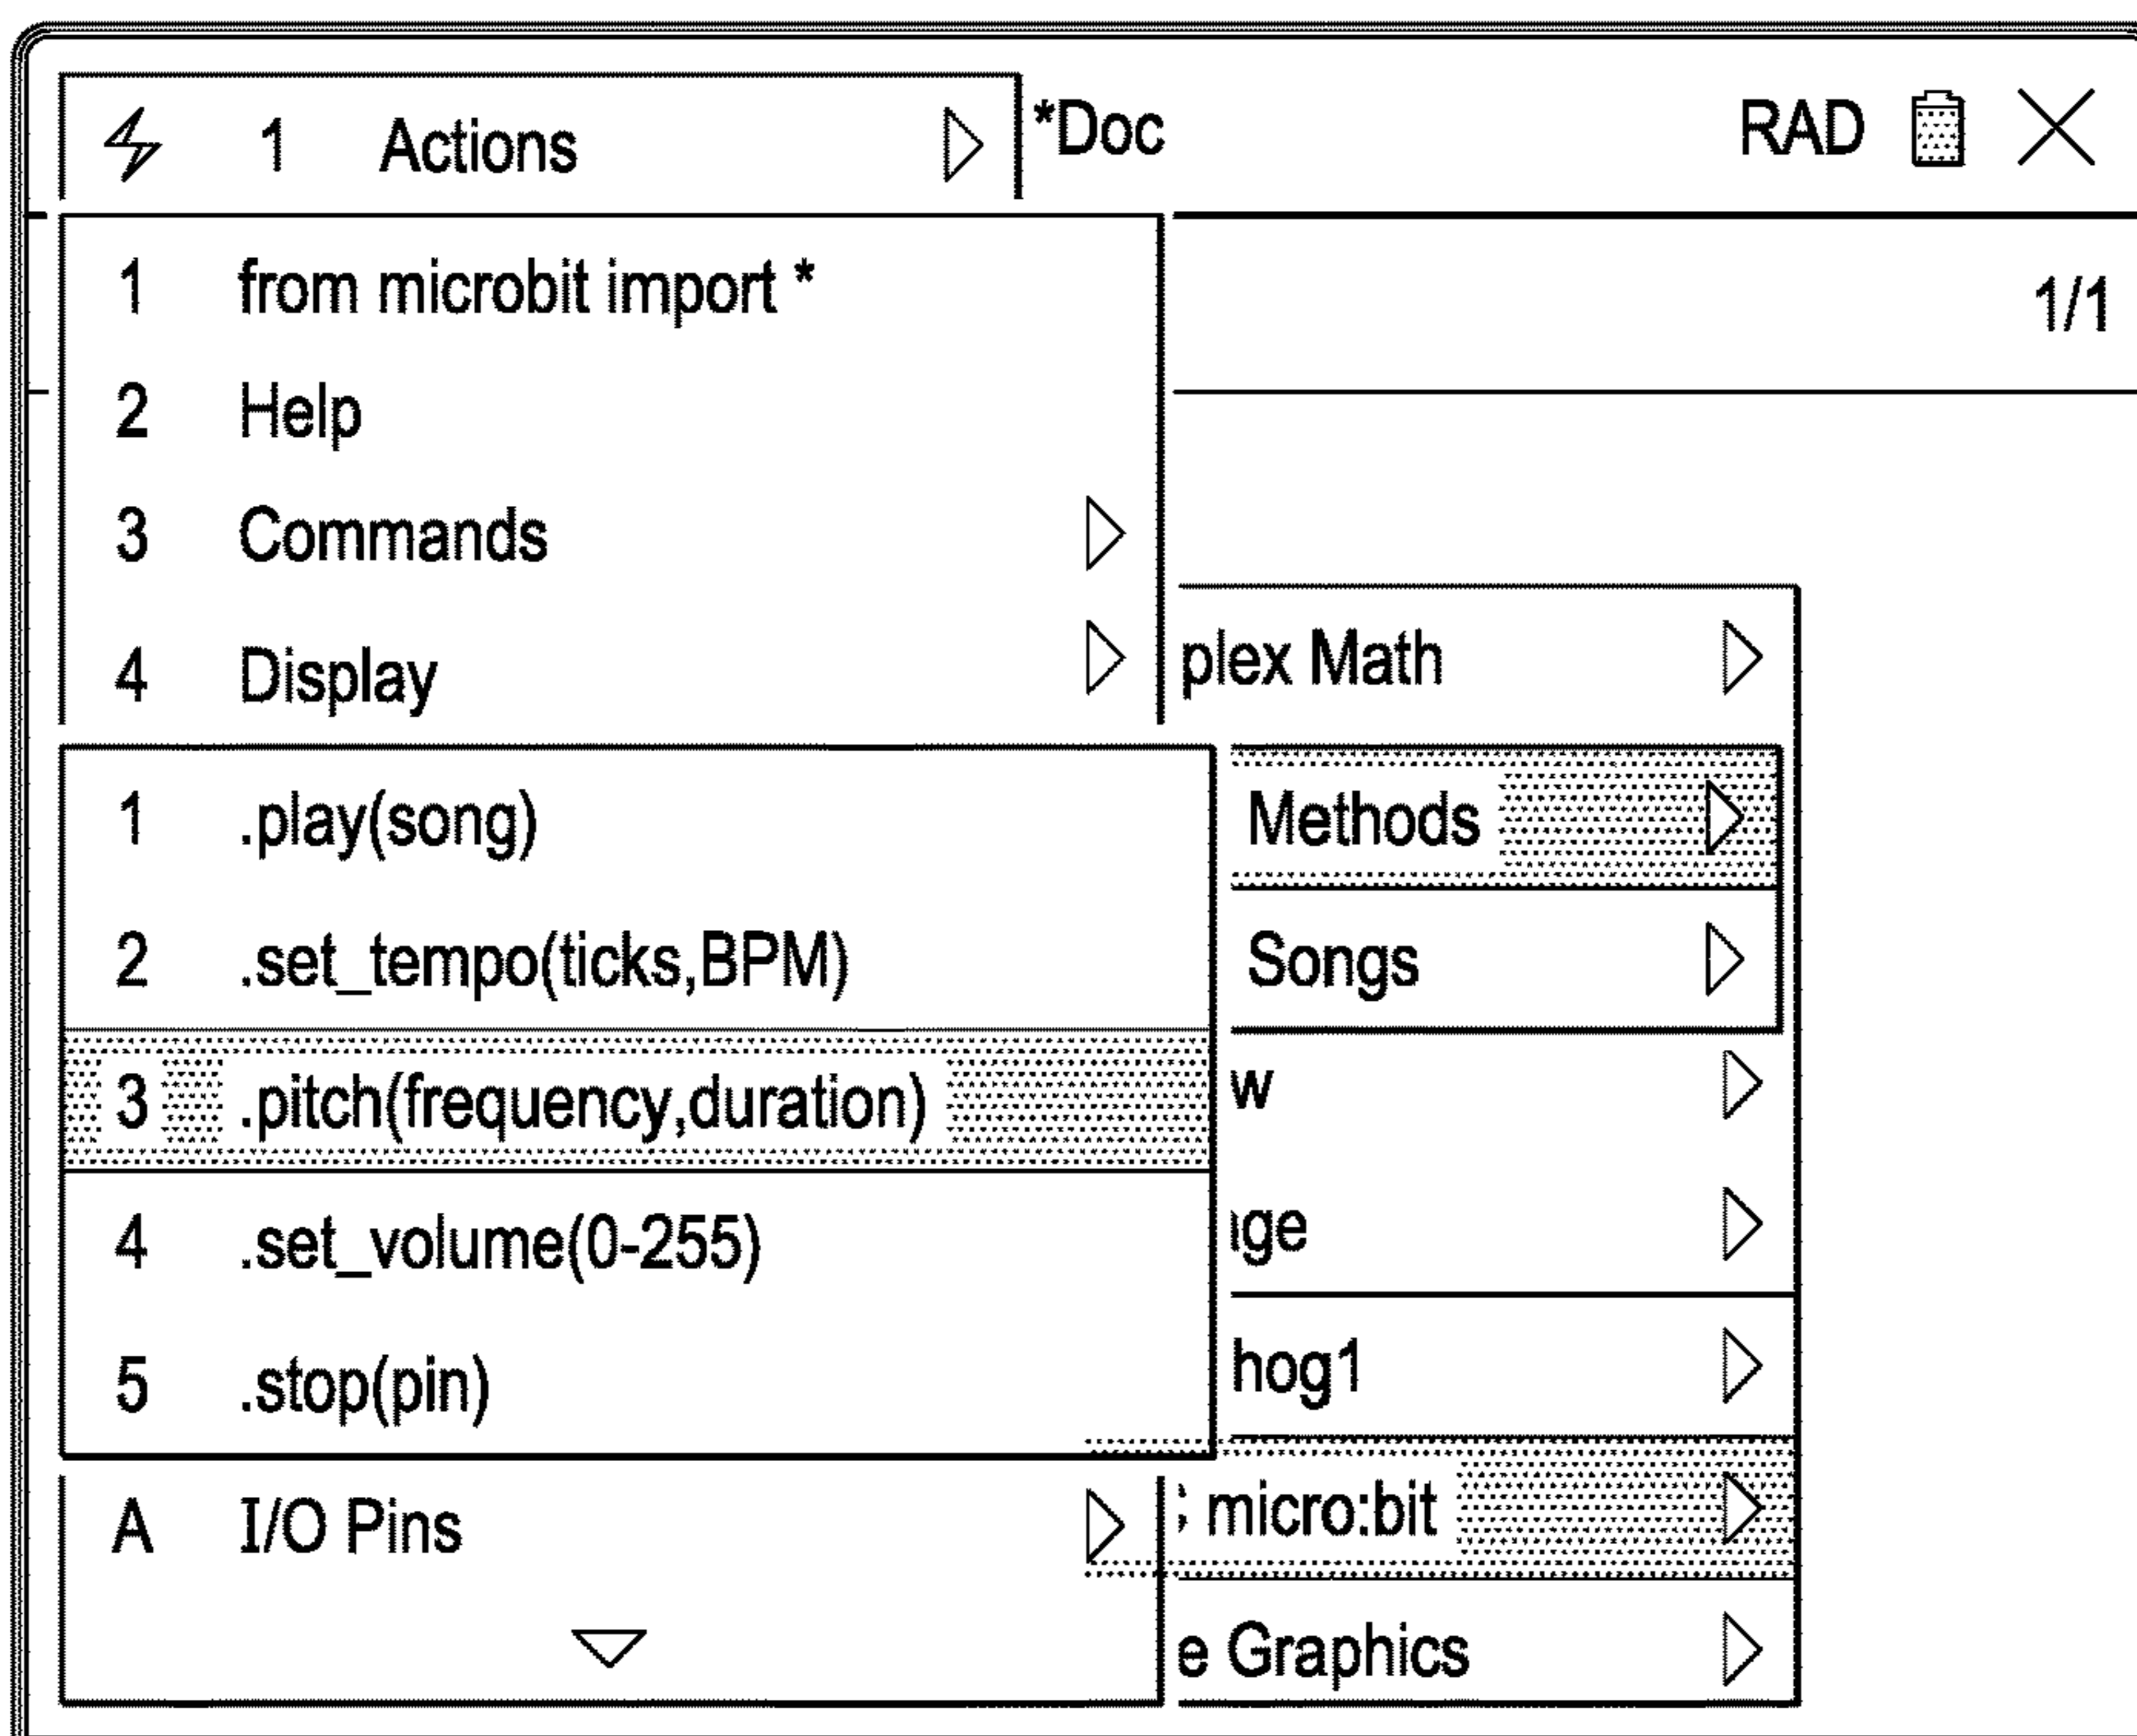 1 Actions *Doc RAD
1 from microbit import * 1/1
2 Help
3 Commands
4 Display plex Math
1 .play(song) Methods
2 .set_tempo(ticks,BPM) Songs
3 .pitch(frequency,duration) w
4 .set_volume(0-255) ge
5 .stop(pin) hog1
A I/O Pins micro:bit
e Graphics